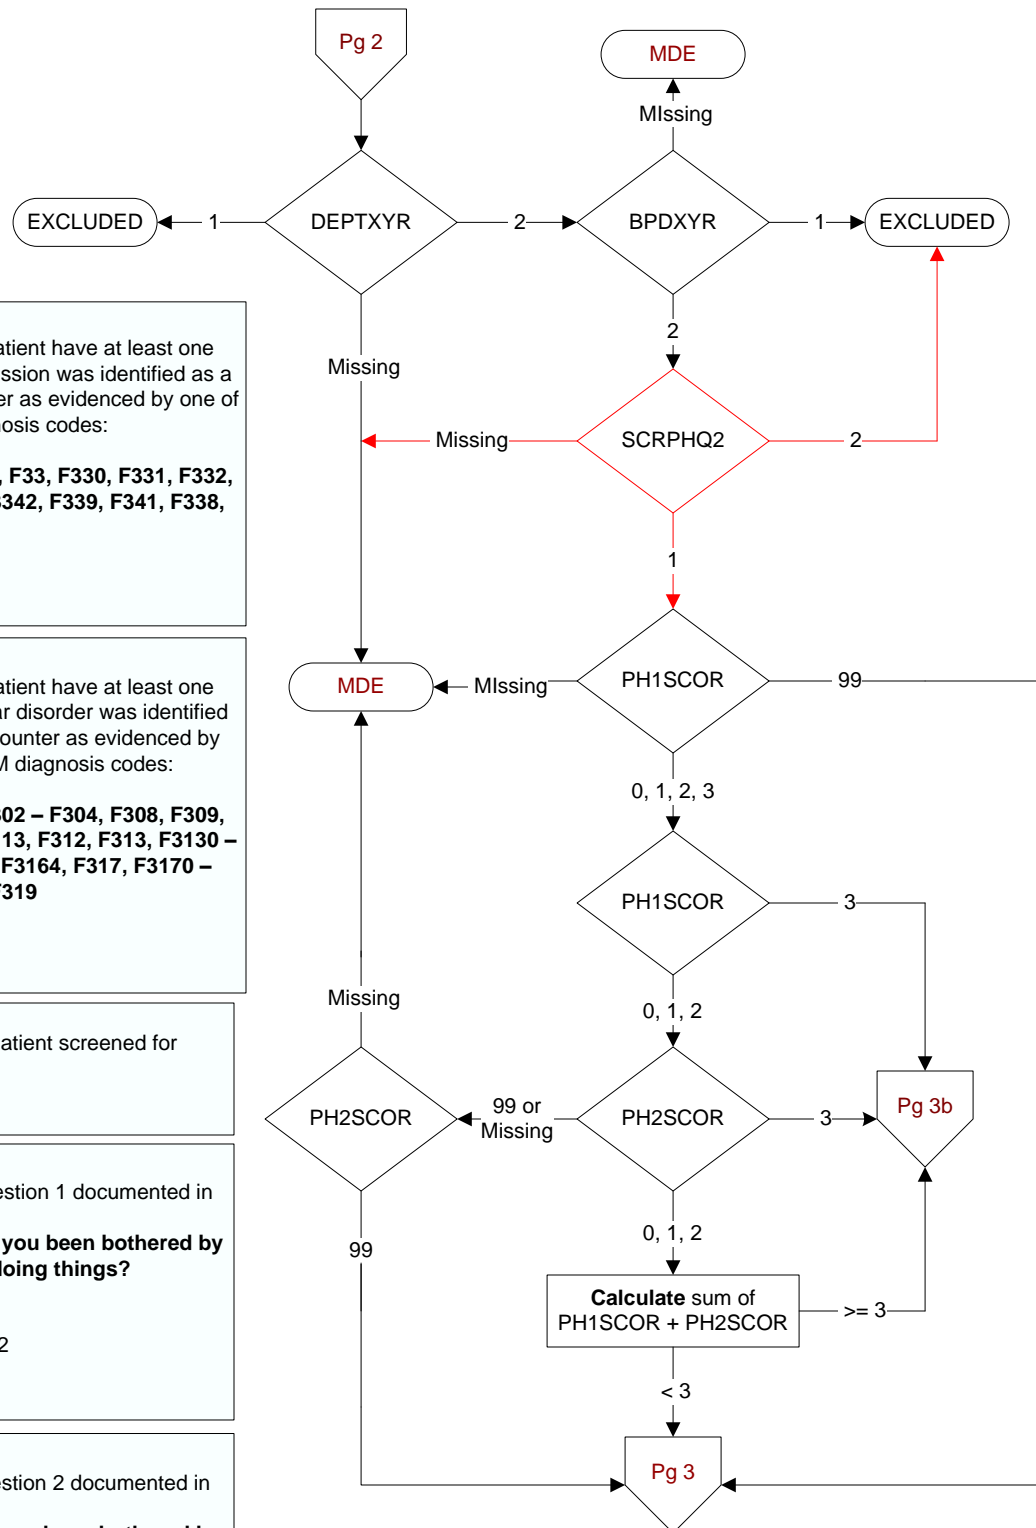 Pg 2
MDE
MIssing
EXCLUDED
1
DEPTXYR
2
BPDXYR
1
EXCLUDED
2
Missing
Missing
SCRPHQ2
2
1
MDE
MIssing
PH1SCOR
99
0, 1, 2, 3
PH1SCOR
3
0, 1, 2
Missing
PH2SCOR
99 or
Missing
PH2SCOR
3
Pg 3b
99
0, 1, 2
Calculate sum of
PH1SCOR + PH2SCOR
>= 3
< 3
Pg 3
atient have at least one
ession was identified as a
er as evidenced by one of
nosis codes:
, F33, F330, F331, F332,
342, F339, F341, F338,
atient have at least one
ar disorder was identified
ounter as evidenced by
M diagnosis codes:
302 – F304, F308, F309,
13, F312, F313, F3130 –
F3164, F317, F3170 –
F319
atient screened for
estion 1 documented in
you been bothered by
doing things?
2
estion 2 documented in